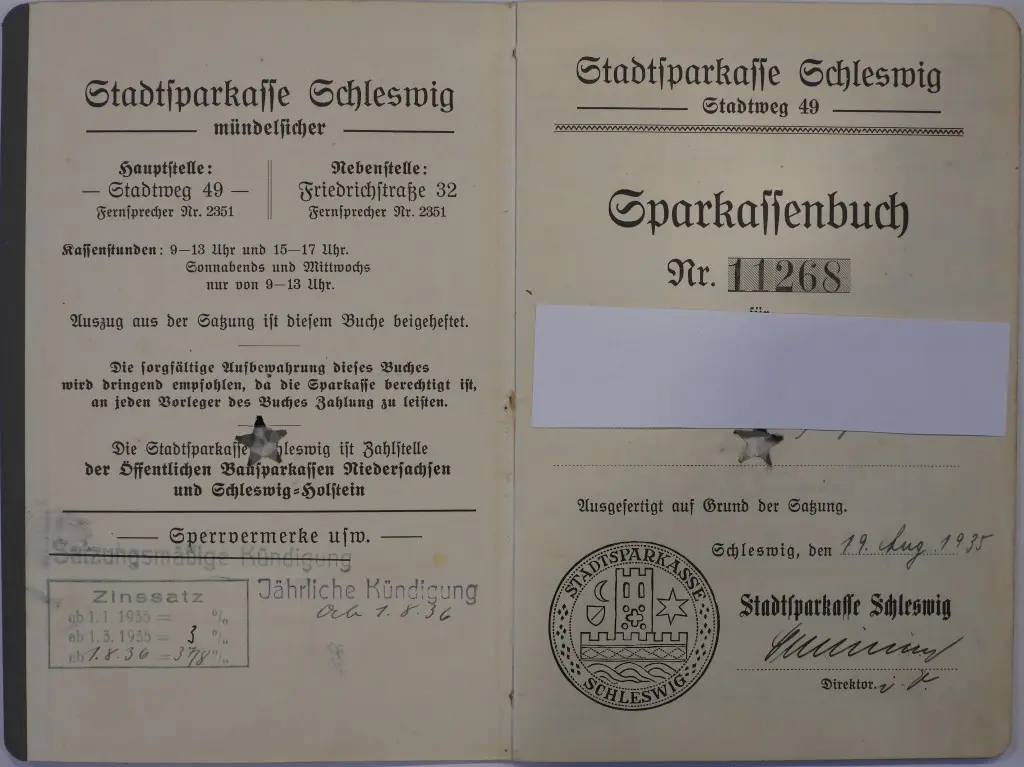 Stadtsparkasse Schleswig
mündelsicher
Hauptstelle:
— Stadtweg 49 —
Fernsprecher Nr. 2351
Nebenstelle:
Friedrichstraße 32
Fernsprecher Nr. 2351
Kassenstunden: 9—13 Uhr und 15—17 Uhr.
Sonnabends und Mittwochs
nur von 9—13 Uhr.
Auszug aus der Satzung ist diesem Buche beigeheftet.
Die sorgfältige Aufbewahrung dieses Buches
wird dringend empfohlen, da die Sparkasse berechtigt ist,
an jeden Vorleger des Buches Zahlung zu leisten.
Die Stadtsparkasse Schleswig ist Zahlstelle
der Öffentlichen Bausparkassen Niedersachsen
und Schleswig-Holstein
Sperrvermerke usw.
Satzungsmäßige Kündigung
Jährliche Kündigung
ab 1.8.36
Zinssatz
ab 1.1.1935 = %
ab 1.3.1935 = 3 %
ab 1.8.36 = 3 7/8 %
Stadtsparkasse Schleswig
Stadtweg 49
Sparkassenbuch
Nr. 11268
für
Ausgefertigt auf Grund der Satzung.
Schleswig, den 19. Aug. 1935
STADTSPARKASSE
SCHLESWIG
Stadtsparkasse Schleswig
Direktor. i. V.